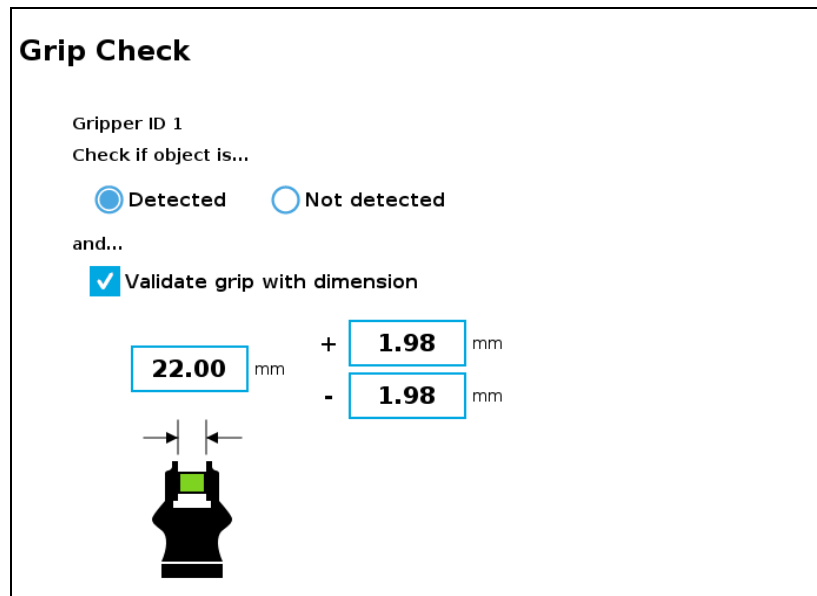 Grip Check
Gripper ID 1
Check if object is...
Detected Not detected
and...
Validate grip with dimension
+ 1.98 mm
22.00 mm
- 1.98 mm